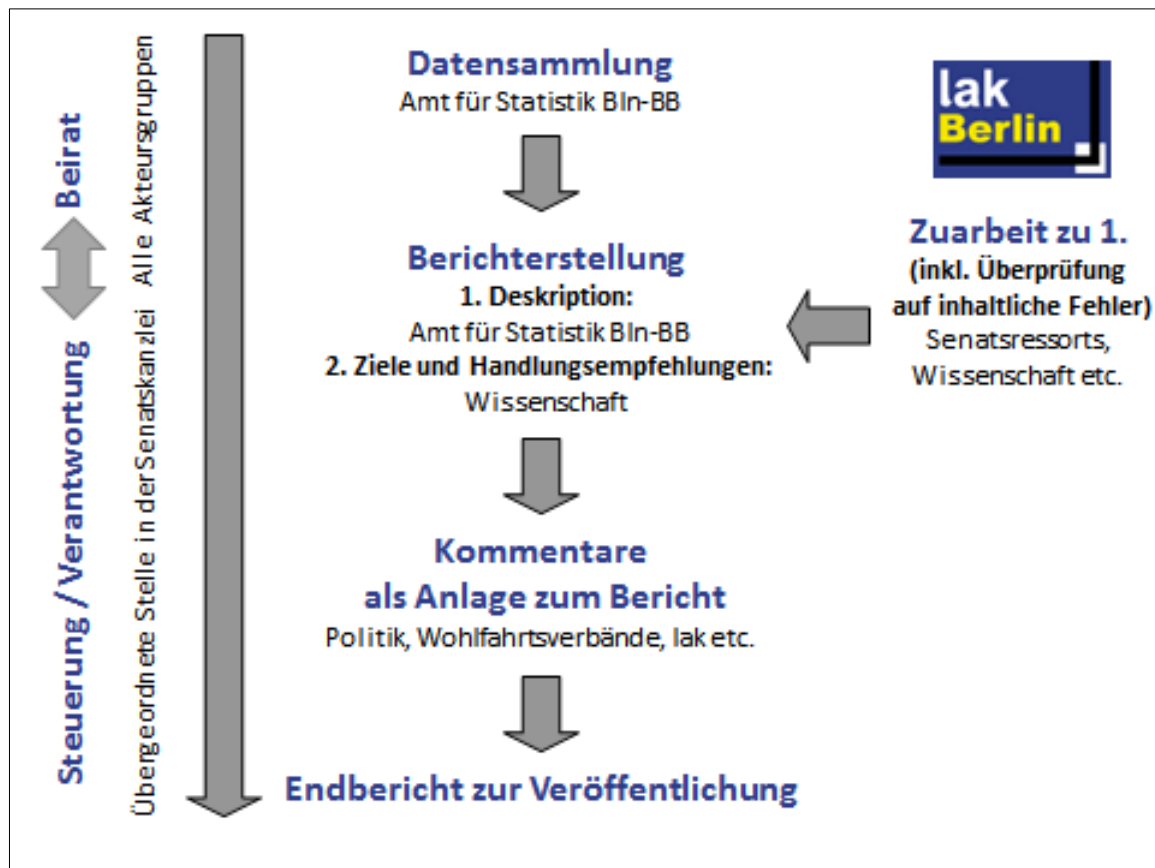 Datensammlung
Amt für Statistik Bln-BB
Berichterstellung
1. Deskription:
Amt für Statistik Bln-BB
2. Ziele und Handlungsempfehlungen:
Wissenschaft
Kommentare
als Anlage zum Bericht
Politik, Wohlfahrtsverbände, lak etc.
Endbericht zur Veröffentlichung
lak
Berlin
Zuarbeit zu 1.
(inkl. Überprüfung
auf inhaltliche Fehler)
Senatsressorts,
Wissenschaft etc.
Beirat
Alle Akteursgruppen
Steuerung / Verantwortung
Übergeordnete Stelle in der Senatskanzlei